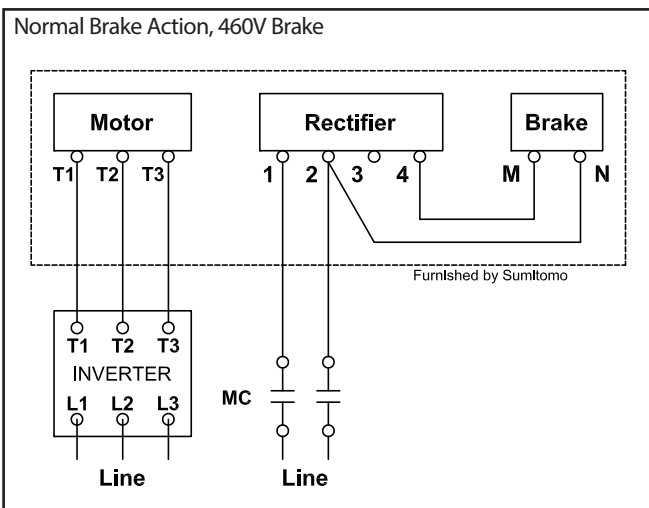 Normal Brake Action, 460V Brake
Motor Rectifier Brake
T1 T2 T3 1 2 3 4 M N
Furnished by Sumitomo
T1 T2 T3
INVERTER
MC
L1 L2 L3
Line Line